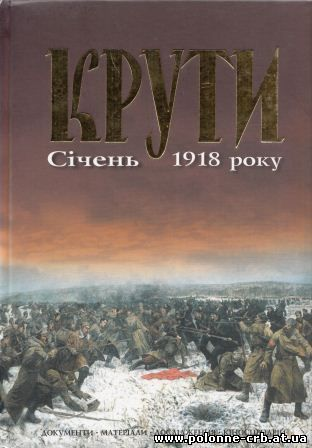 КРУТИ
Січень 1918 року
ДОКУМЕНТИ · МАТЕРІАЛИ · ДОСЛІДЖЕННЯ · КІНОСЦЕНАРІЙ
www.polonne-crb.at.ua